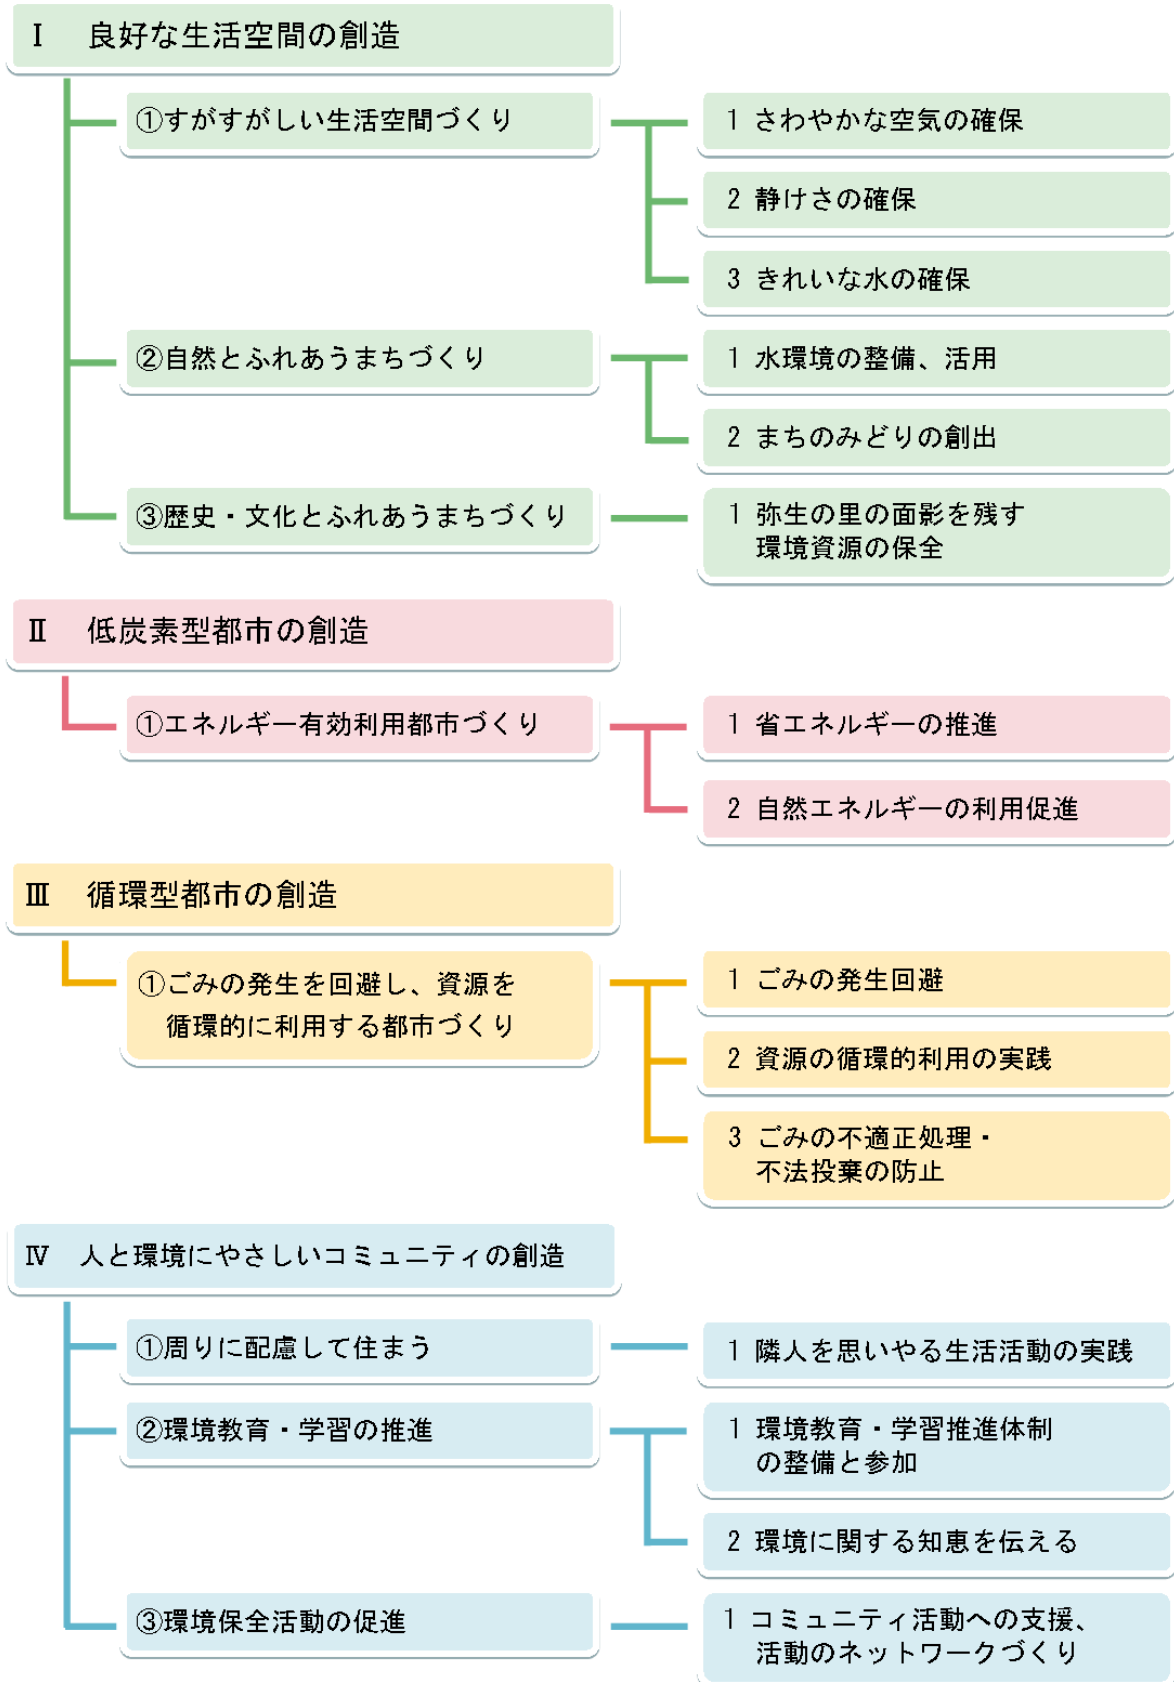 Ⅰ　良好な生活空間の創造
①すがすがしい生活空間づくり
1 さわやかな空気の確保
2 静けさの確保
3 きれいな水の確保
②自然とふれあうまちづくり
1 水環境の整備、活用
2 まちのみどりの創出
③歴史・文化とふれあうまちづくり
1 弥生の里の面影を残す
環境資源の保全
Ⅱ　低炭素型都市の創造
①エネルギー有効利用都市づくり
1 省エネルギーの推進
2 自然エネルギーの利用促進
Ⅲ　循環型都市の創造
①ごみの発生を回避し、資源を
循環的に利用する都市づくり
1 ごみの発生回避
2 資源の循環的利用の実践
3 ごみの不適正処理・
不法投棄の防止
Ⅳ　人と環境にやさしいコミュニティの創造
①周りに配慮して住まう
1 隣人を思いやる生活活動の実践
②環境教育・学習の推進
1 環境教育・学習推進体制
の整備と参加
2 環境に関する知恵を伝える
③環境保全活動の促進
1 コミュニティ活動への支援、
活動のネットワークづくり